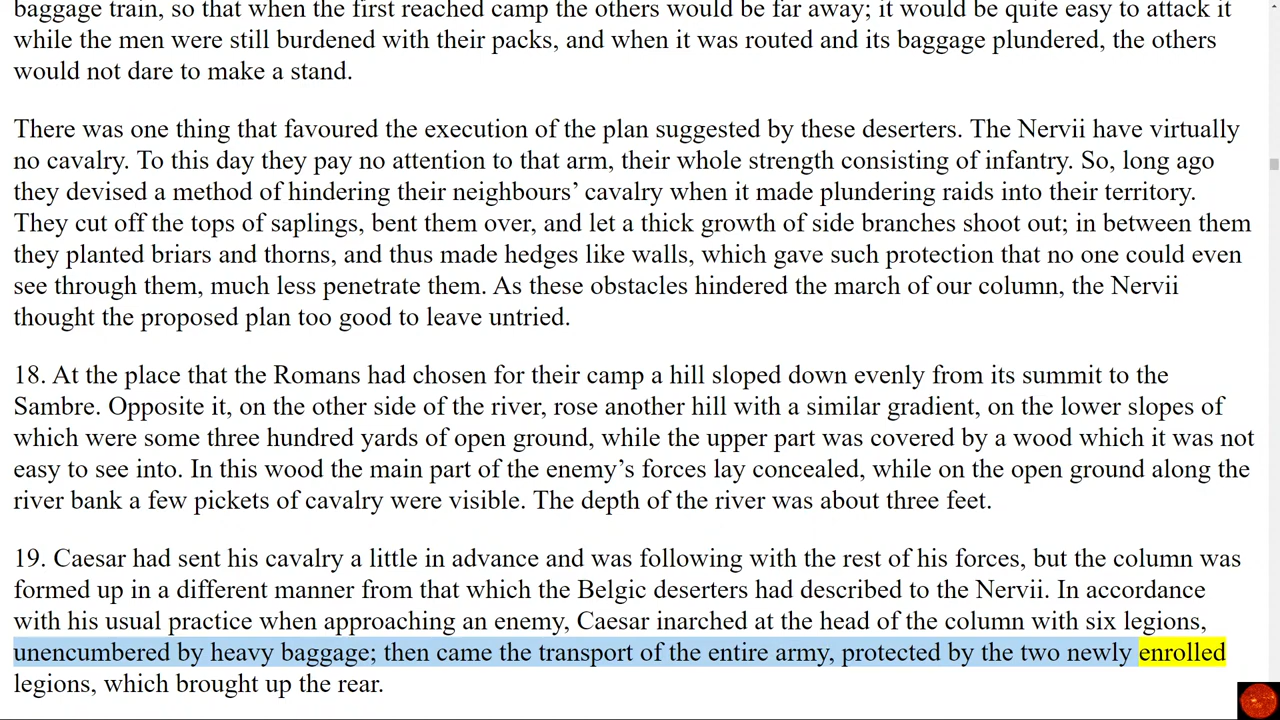 baggage train, so that when the first reached camp the others would be far away; it would be quite easy to attack it
while the men were still burdened with their packs, and when it was routed and its baggage plundered, the others
would not dare to make a stand.
There was one thing that favoured the execution of the plan suggested by these deserters. The Nervii have virtually
no cavalry. To this day they pay no attention to that arm, their whole strength consisting of infantry. So, long ago
they devised a method of hindering their neighbours’ cavalry when it made plundering raids into their territory.
They cut off the tops of saplings, bent them over, and let a thick growth of side branches shoot out; in between them
they planted briars and thorns, and thus made hedges like walls, which gave such protection that no one could even
see through them, much less penetrate them. As these obstacles hindered the march of our column, the Nervii
thought the proposed plan too good to leave untried.
18. At the place that the Romans had chosen for their camp a hill sloped down evenly from its summit to the
Sambre. Opposite it, on the other side of the river, rose another hill with a similar gradient, on the lower slopes of
which were some three hundred yards of open ground, while the upper part was covered by a wood which it was not
easy to see into. In this wood the main part of the enemy’s forces lay concealed, while on the open ground along the
river bank a few pickets of cavalry were visible. The depth of the river was about three feet.
19. Caesar had sent his cavalry a little in advance and was following with the rest of his forces, but the column was
formed up in a different manner from that which the Belgic deserters had described to the Nervii. In accordance
with his usual practice when approaching an enemy, Caesar inarched at the head of the column with six legions,
unencumbered by heavy baggage; then came the transport of the entire army, protected by the two newly enrolled
legions, which brought up the rear.